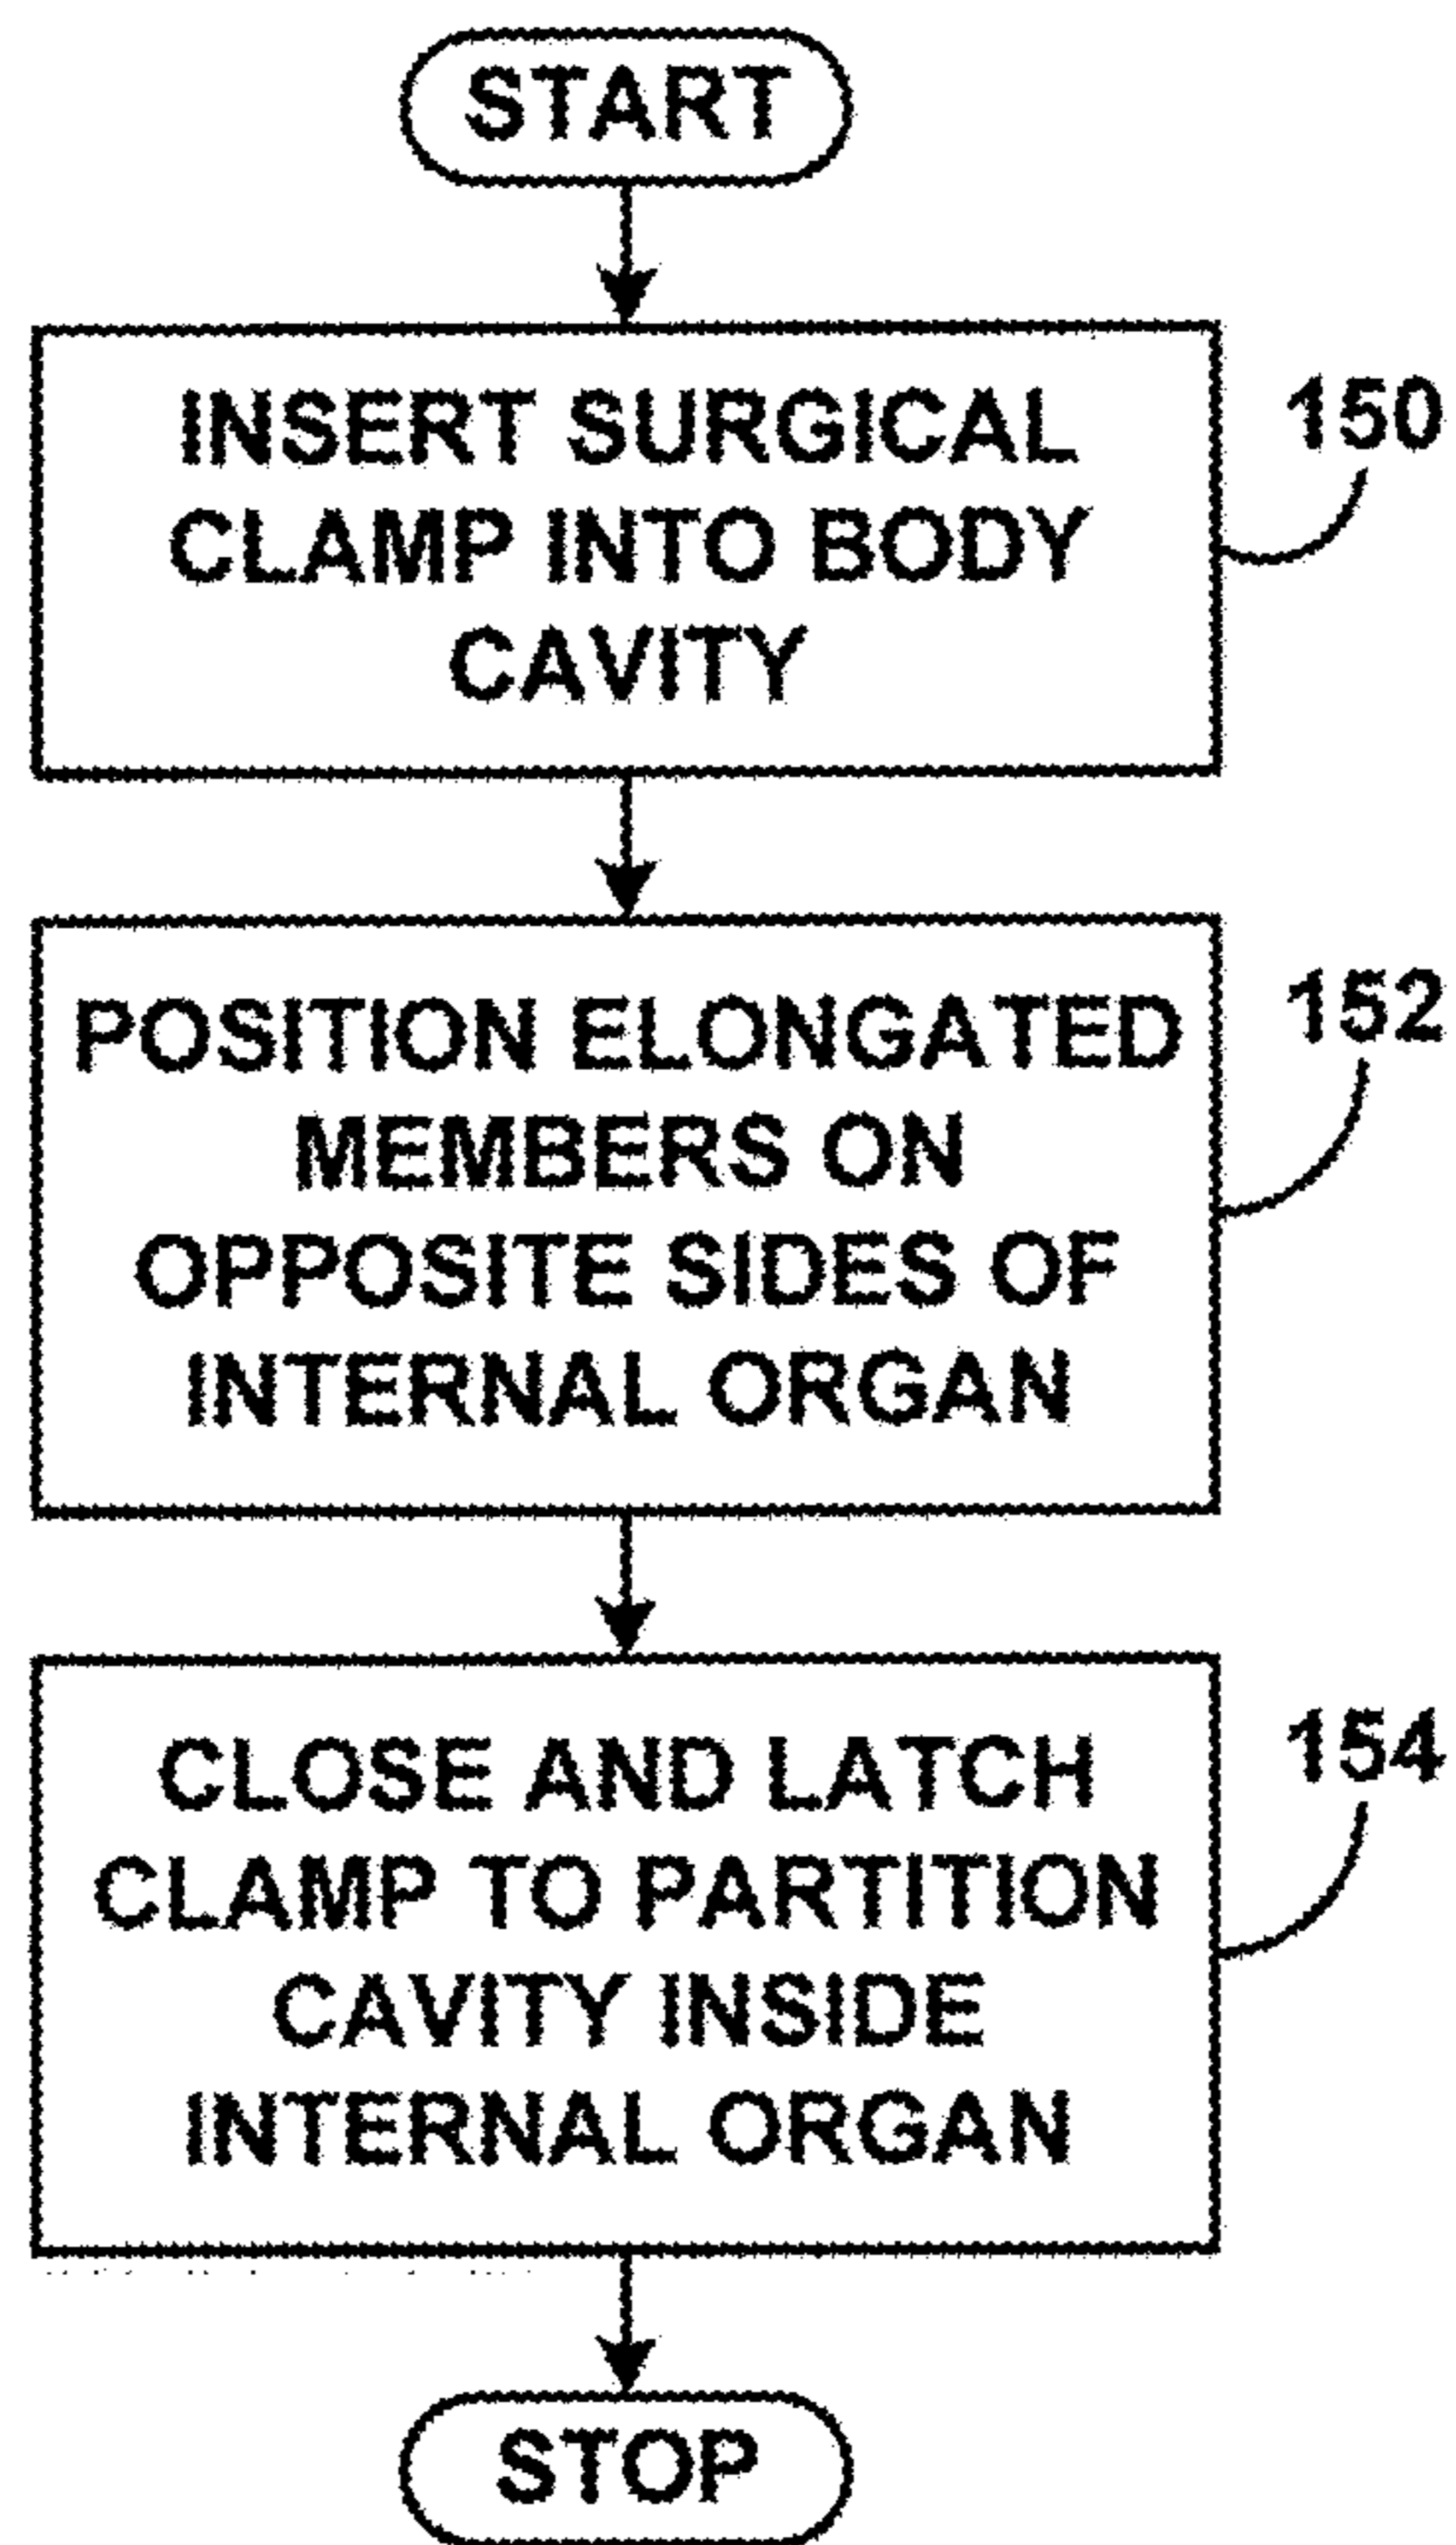 START
INSERT SURGICAL
CLAMP INTO BODY
CAVITY
150
POSITION ELONGATED
MEMBERS ON
OPPOSITE SIDES OF
INTERNAL ORGAN
152
CLOSE AND LATCH
CLAMP TO PARTITION
CAVITY INSIDE
INTERNAL ORGAN
154
STOP